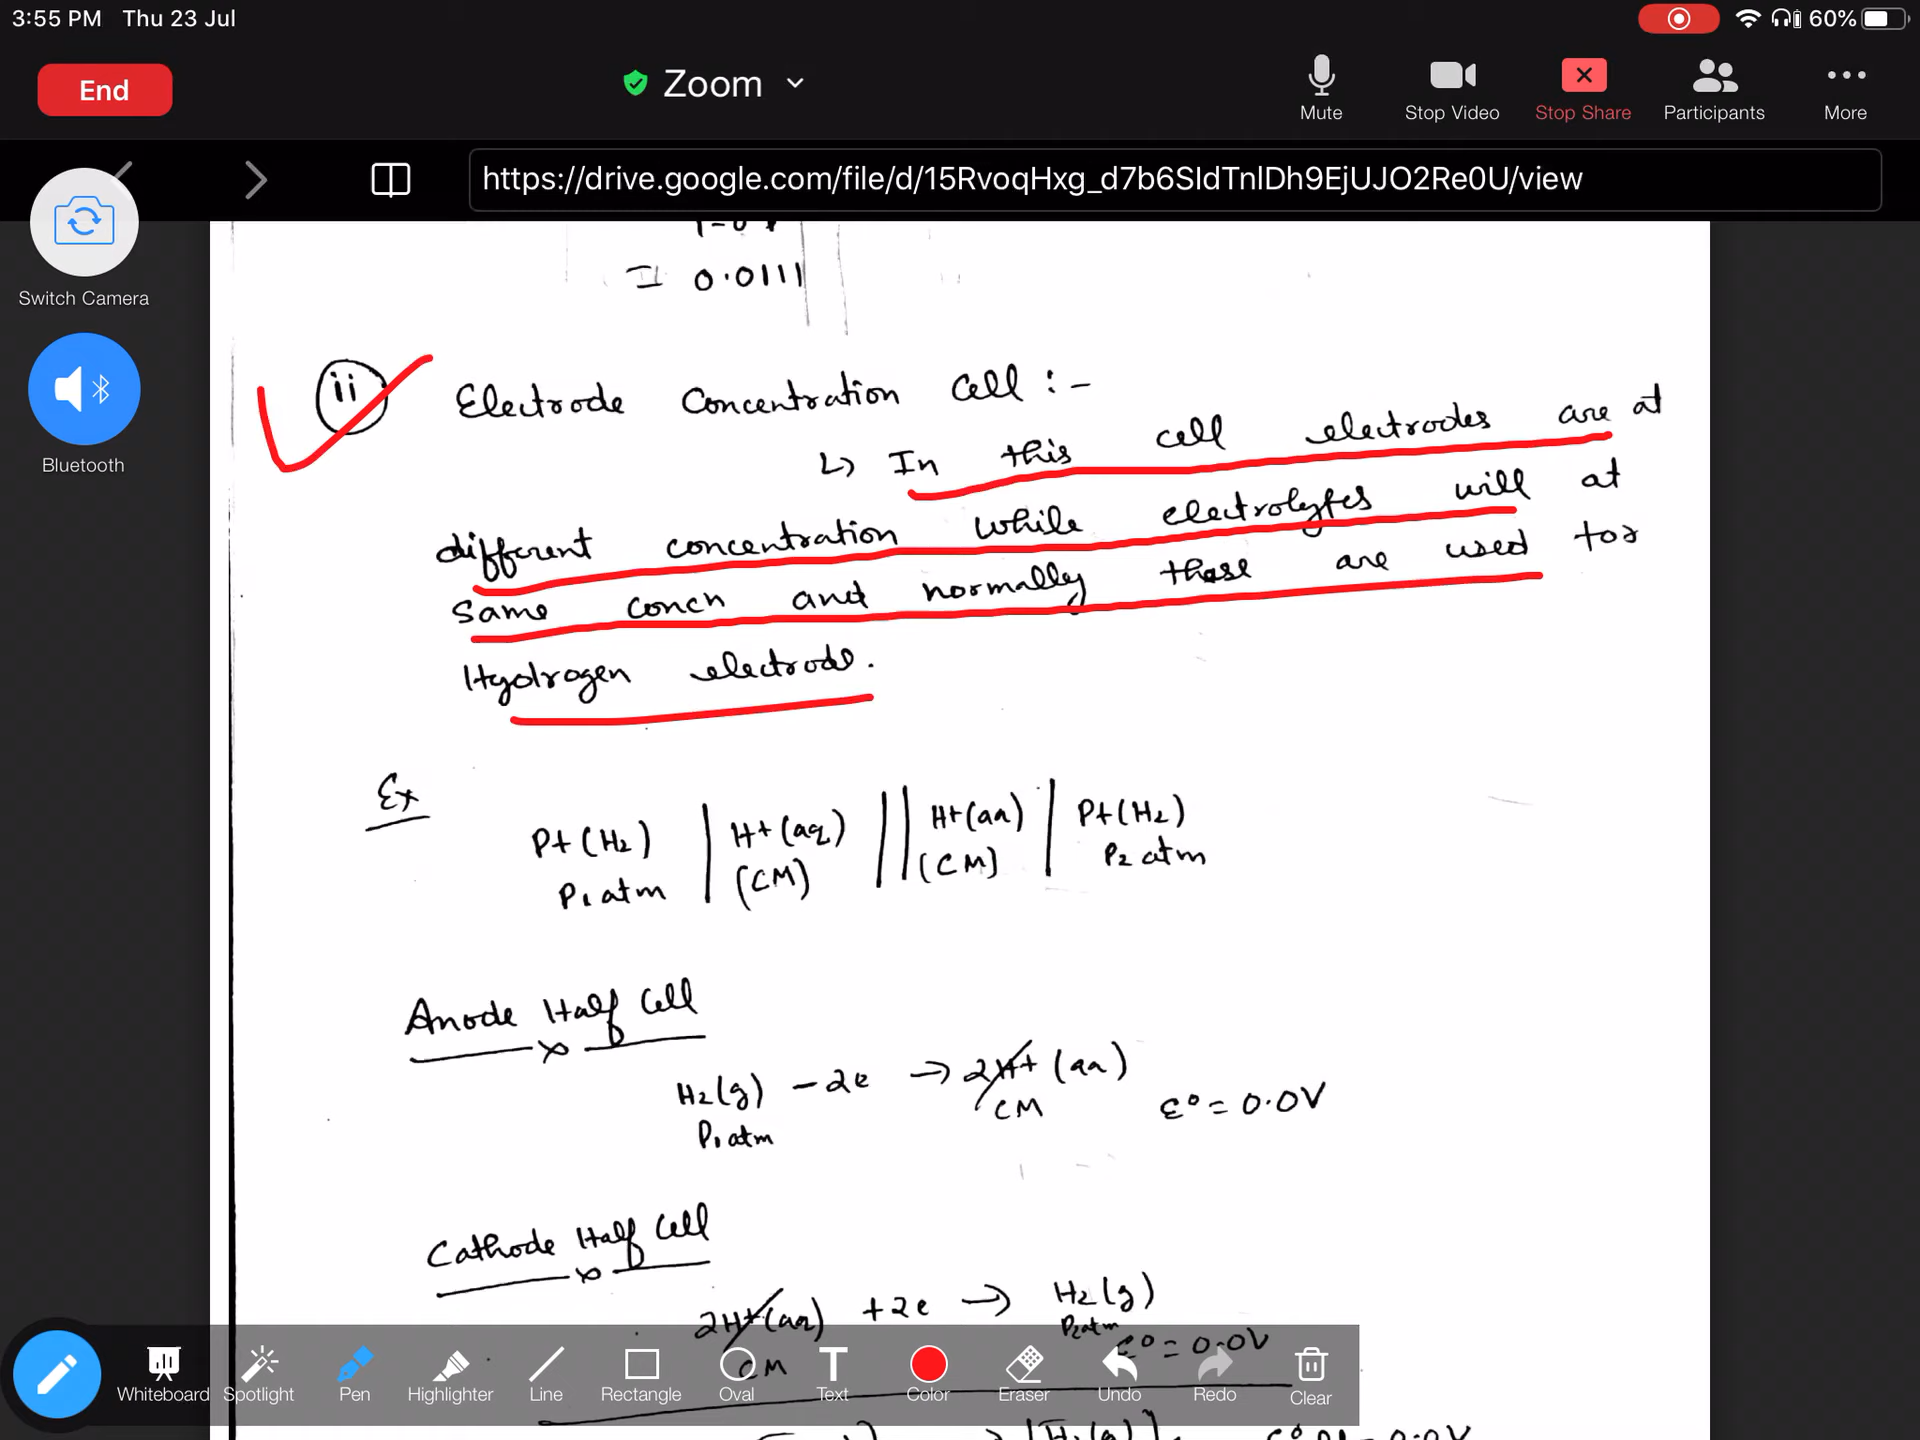 3:55 PM Thu 23 Jul
60%
End
Zoom
Mute
Stop Video
Stop Share
Participants
More
https://drive.google.com/file/d/15RvoqHxg_d7b6SIdTnlDh9EjUJO2Re0U/view
Switch Camera
Bluetooth
= 0.0111
ii Electrode Concentration Cell :-
↳ In this cell electrodes are at
different concentration while electrolytes will at
same concn and normally these are used for
Hydrogen electrode.
Ex
Pt(H2) | H+(aq) || H+(aq) | Pt(H2)
P1 atm (CM) (CM) P2 atm
Anode Half Cell
H2(g) - 2e → 2H+ (aq)
P1 atm CM E° = 0.0V
Cathode Half Cell
2H+(aq) + 2e → H2(g)
CM P2 atm E° = 0.0V
Whiteboard
Spotlight
Pen
Highlighter
Line
Rectangle
Oval
Text
Color
Eraser
Undo
Redo
Clear